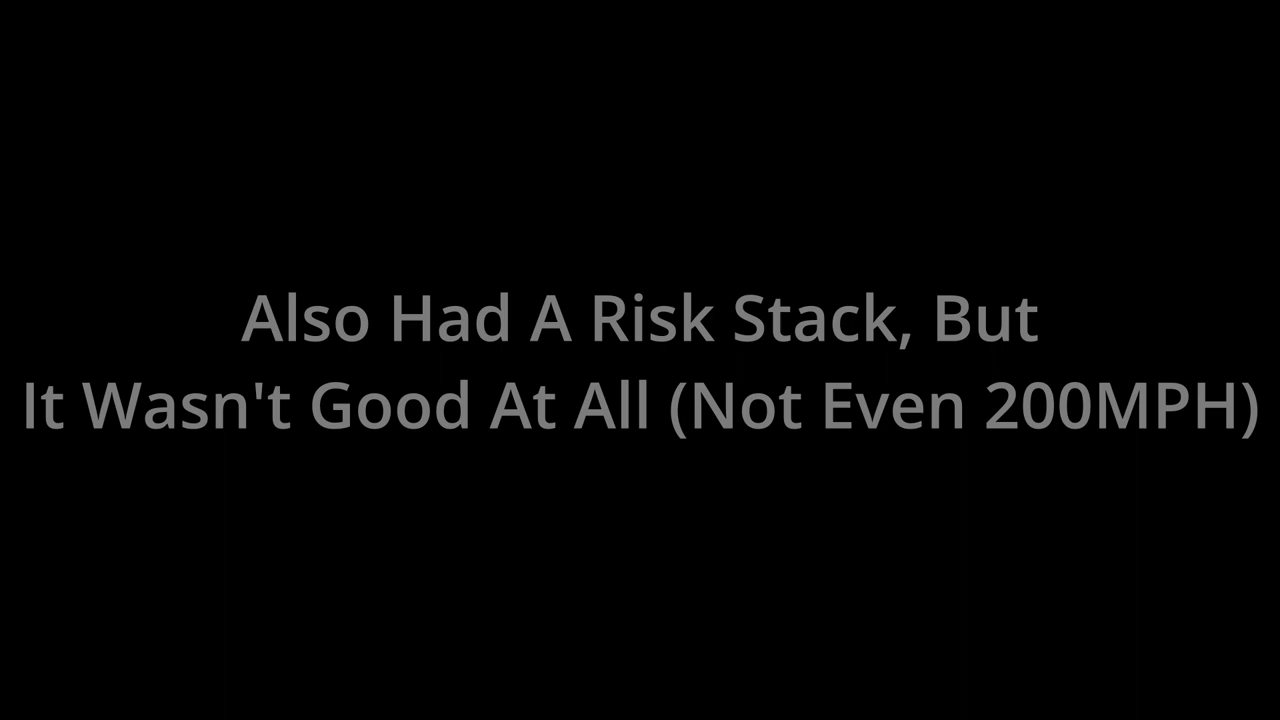 Also Had A Risk Stack, But
It Wasn't Good At All (Not Even 200MPH)